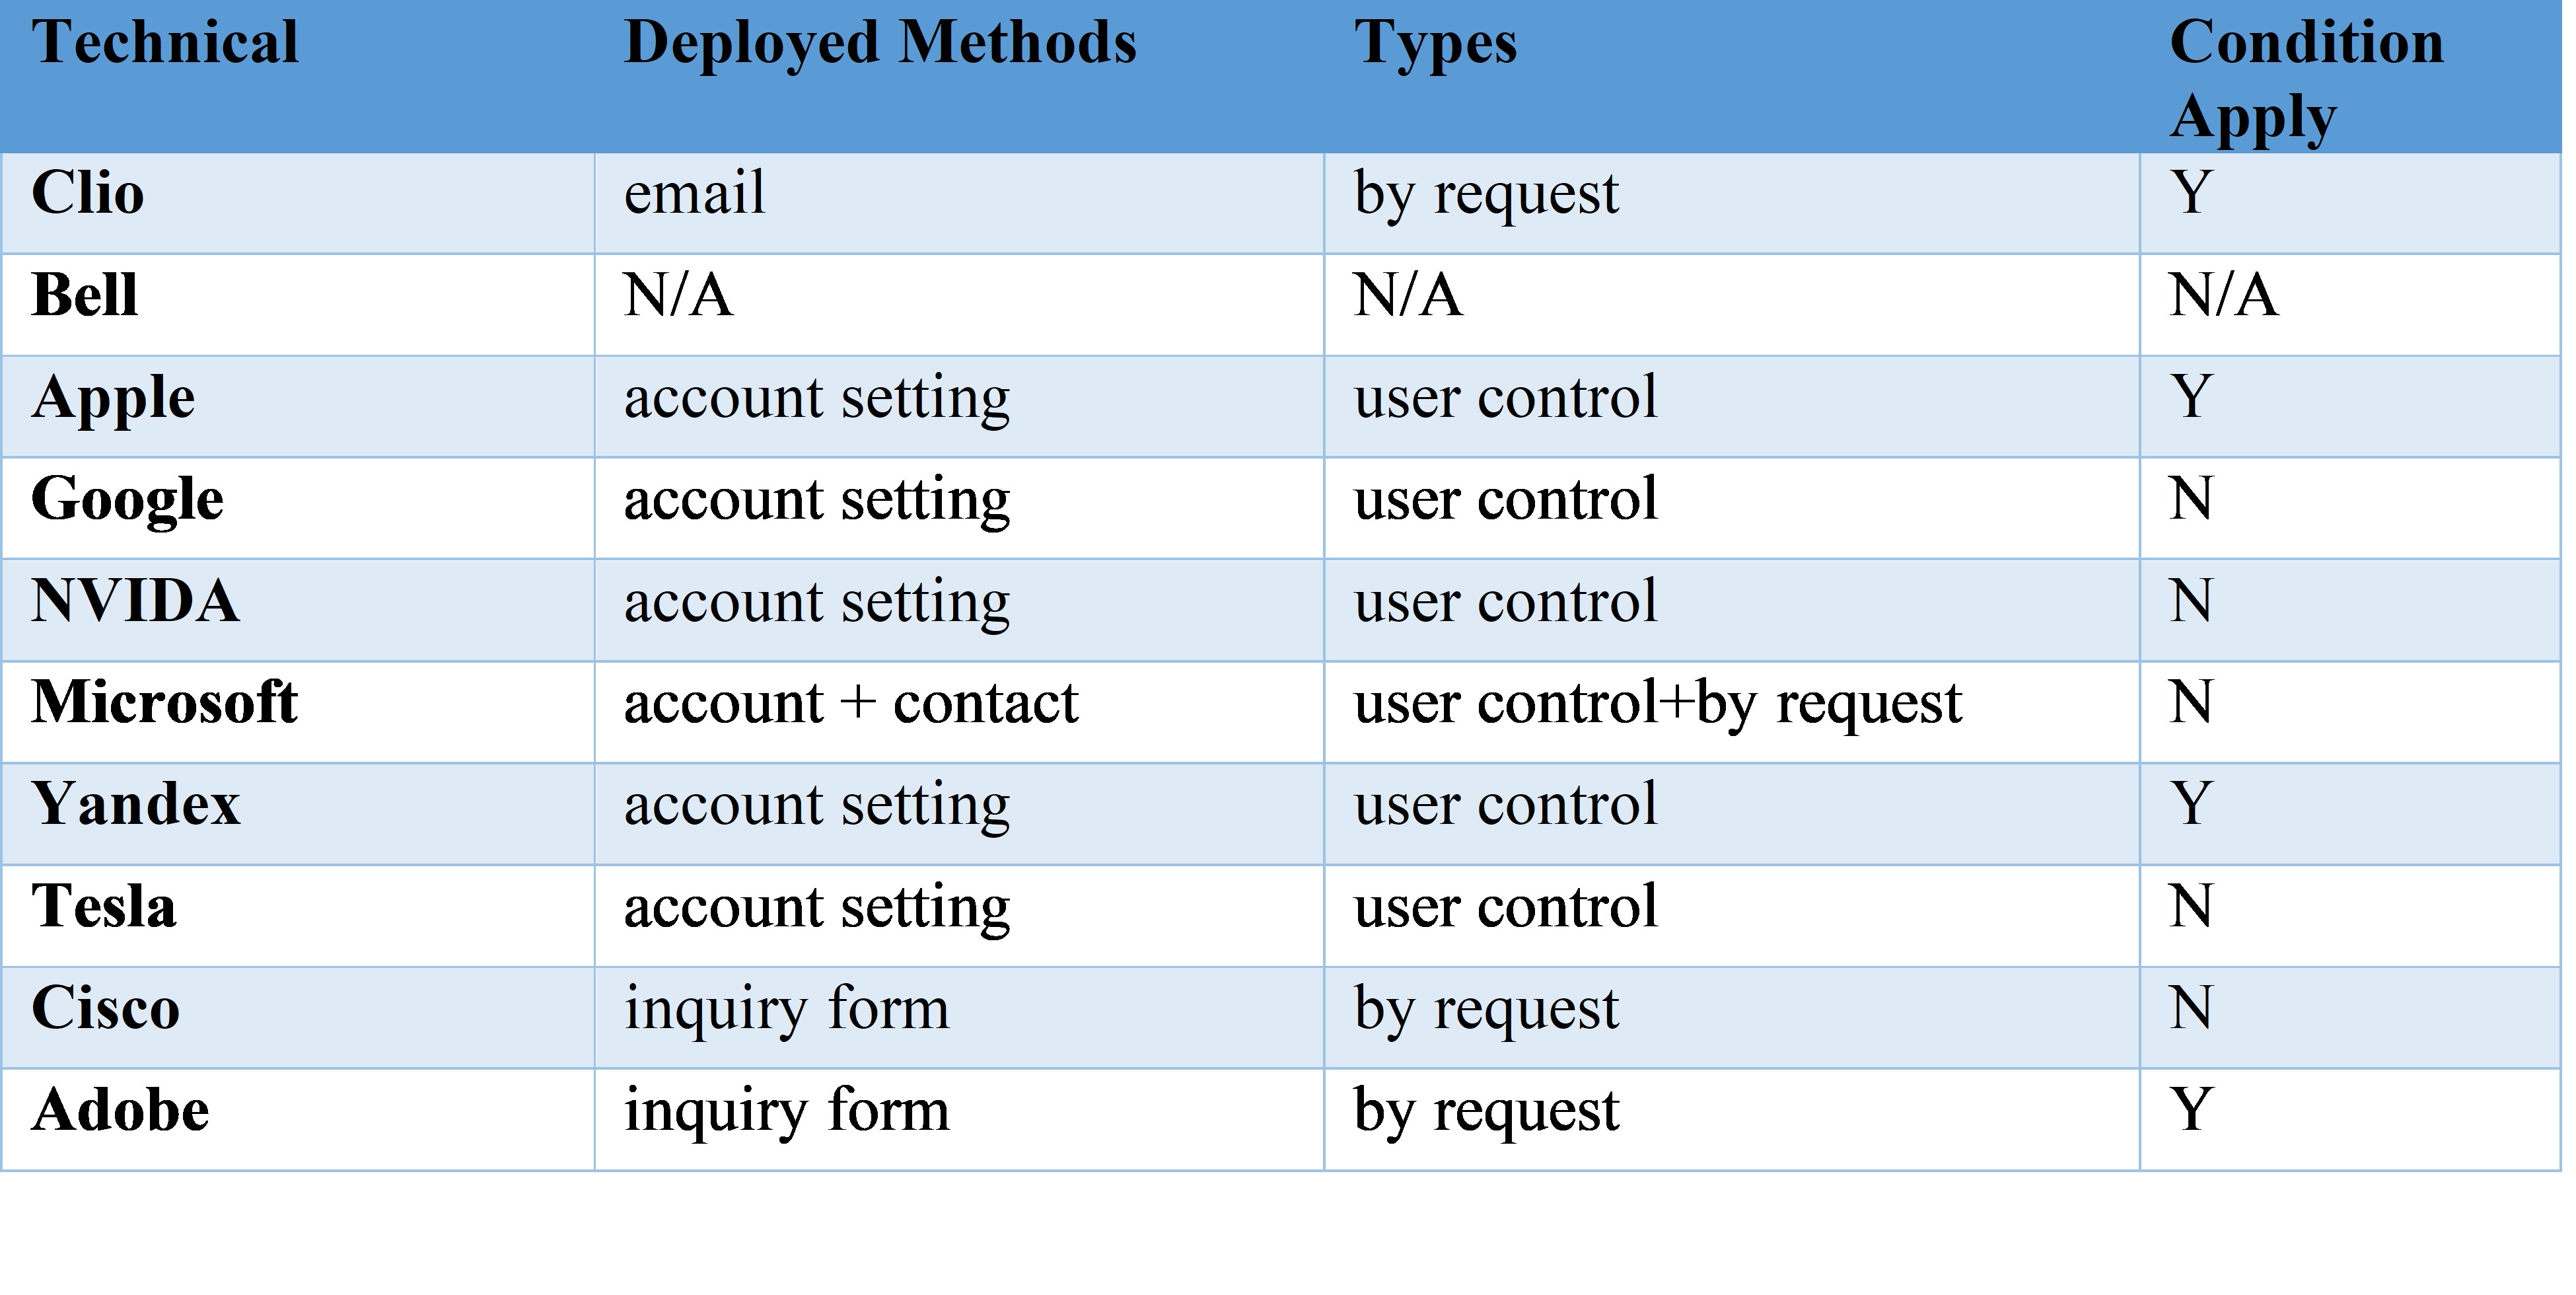 Technical Deployed Methods Types Condition
Apply
Clio email by request Y
Bell N/A N/A N/A
Apple account setting user control Y
Google account setting user control N
NVIDA account setting user control N
Microsoft account + contact user control+by request N
Yandex account setting user control Y
Tesla account setting user control N
Cisco inquiry form by request N
Adobe inquiry form by request Y